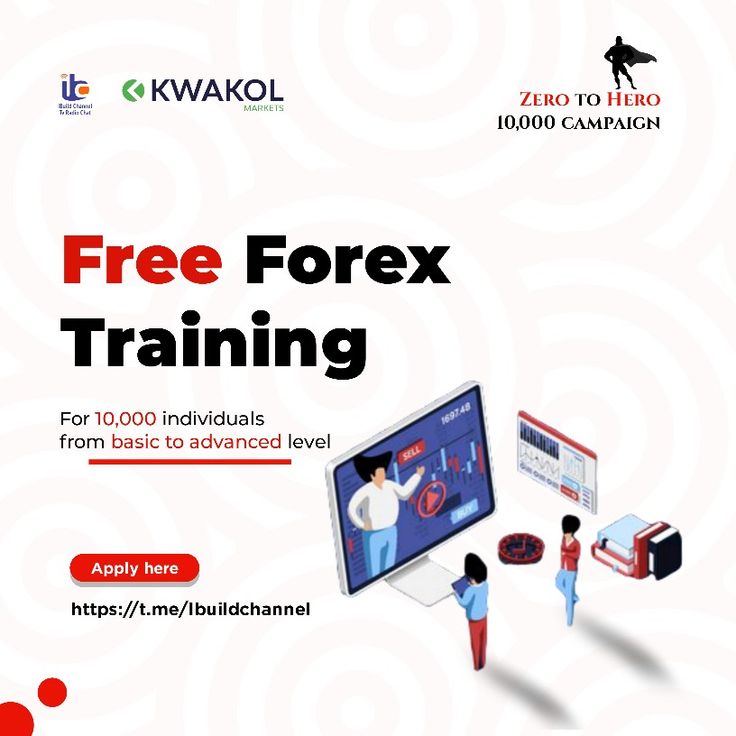 ibc
IBuild Channel
Tv Radio Chat
KWAKOL
MARKETS
ZERO TO HERO
10,000 CAMPAIGN
Free Forex
Training
For 10,000 individuals
from basic to advanced level
1697.48
SELL
BUY
Apply here
https://t.me/Ibuildchannel